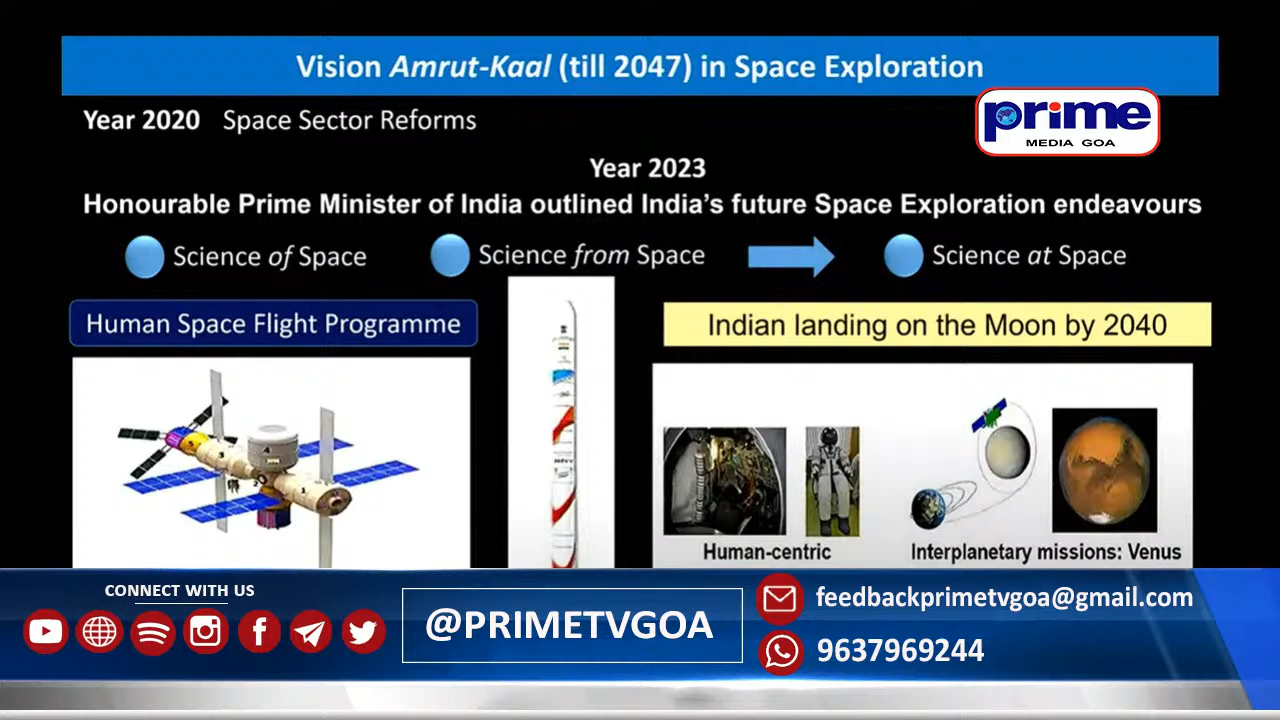 Vision Amrut-Kaal (till 2047) in Space Exploration
prime
MEDIA GOA
Year 2020 Space Sector Reforms
Year 2023
Honourable Prime Minister of India outlined India's future Space Exploration endeavours
Science of Space
Science from Space
Science at Space
Human Space Flight Programme
Indian landing on the Moon by 2040
Human-centric
Interplanetary missions: Venus
CONNECT WITH US
@PRIMETVGOA
feedbackprimetvgoa@gmail.com
9637969244